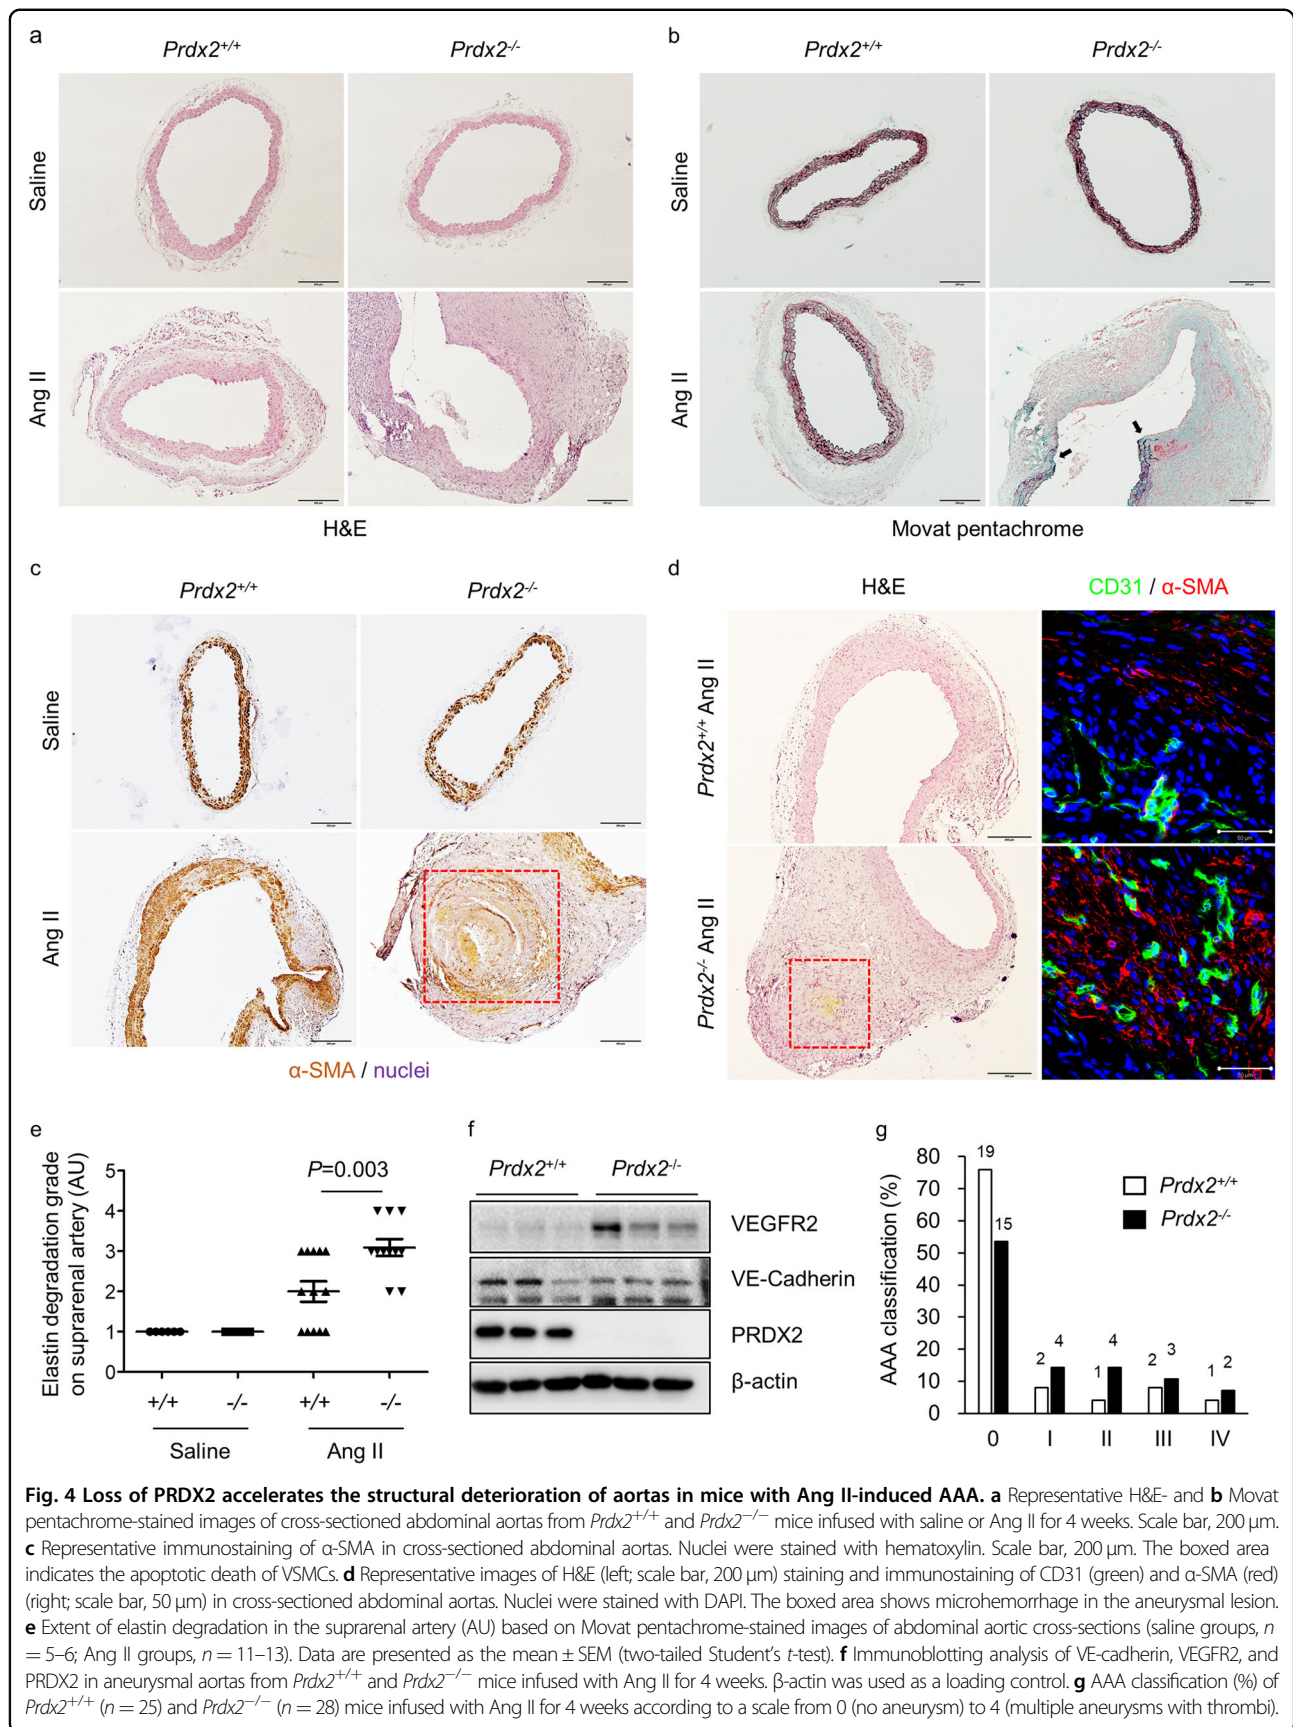 a
Prdx2+/+
Prdx2-/-
Saline
Ang II
H&E
b
Prdx2+/+
Prdx2-/-
Saline
Ang II
Movat pentachrome
c
Prdx2+/+
Prdx2-/-
Saline
Ang II
α-SMA / nuclei
d
H&E
CD31 / α-SMA
Prdx2+/+ Ang II
Prdx2-/- Ang II
50 μm
50 μm
e
Elastin degradation grade
on suprarenal artery (AU)
5
4
3
2
1
0
P=0.003
+/+
-/-
+/+
-/-
Saline
Ang II
f
Prdx2+/+
Prdx2-/-
VEGFR2
VE-Cadherin
PRDX2
β-actin
g
AAA classification (%)
80
70
60
50
40
30
20
10
0
19
15
2
4
1
4
2
3
1
2
Prdx2+/+
Prdx2-/-
0
I
II
III
IV
Fig. 4 Loss of PRDX2 accelerates the structural deterioration of aortas in mice with Ang II-induced AAA. a Representative H&E- and b Movat
pentachrome-stained images of cross-sectioned abdominal aortas from Prdx2+/+ and Prdx2−/− mice infused with saline or Ang II for 4 weeks. Scale bar, 200 μm.
c Representative immunostaining of α-SMA in cross-sectioned abdominal aortas. Nuclei were stained with hematoxylin. Scale bar, 200 μm. The boxed area
indicates the apoptotic death of VSMCs. d Representative images of H&E (left; scale bar, 200 μm) staining and immunostaining of CD31 (green) and α-SMA (red)
(right; scale bar, 50 μm) in cross-sectioned abdominal aortas. Nuclei were stained with DAPI. The boxed area shows microhemorrhage in the aneurysmal lesion.
e Extent of elastin degradation in the suprarenal artery (AU) based on Movat pentachrome-stained images of abdominal aortic cross-sections (saline groups, n
= 5–6; Ang II groups, n = 11–13). Data are presented as the mean ± SEM (two-tailed Student's t-test). f Immunoblotting analysis of VE-cadherin, VEGFR2, and
PRDX2 in aneurysmal aortas from Prdx2+/+ and Prdx2−/− mice infused with Ang II for 4 weeks. β-actin was used as a loading control. g AAA classification (%) of
Prdx2+/+ (n = 25) and Prdx2−/− (n = 28) mice infused with Ang II for 4 weeks according to a scale from 0 (no aneurysm) to 4 (multiple aneurysms with thrombi).